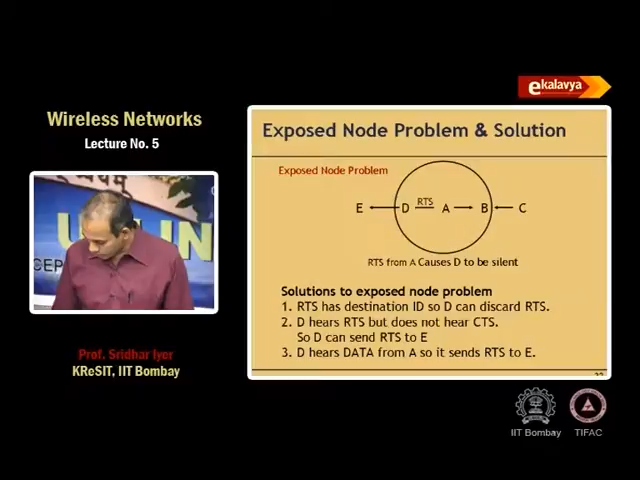 ekalavya
Wireless Networks
Lecture No. 5
Exposed Node Problem & Solution
Exposed Node Problem
RTS
E D A B C
RTS from A Causes D to be silent
Solutions to exposed node problem
1. RTS has destination ID so D can discard RTS.
2. D hears RTS but does not hear CTS.
So D can send RTS to E
3. D hears DATA from A so it sends RTS to E.
Prof. Sridhar Iyer
KReSIT, IIT Bombay
IIT Bombay
TIFAC